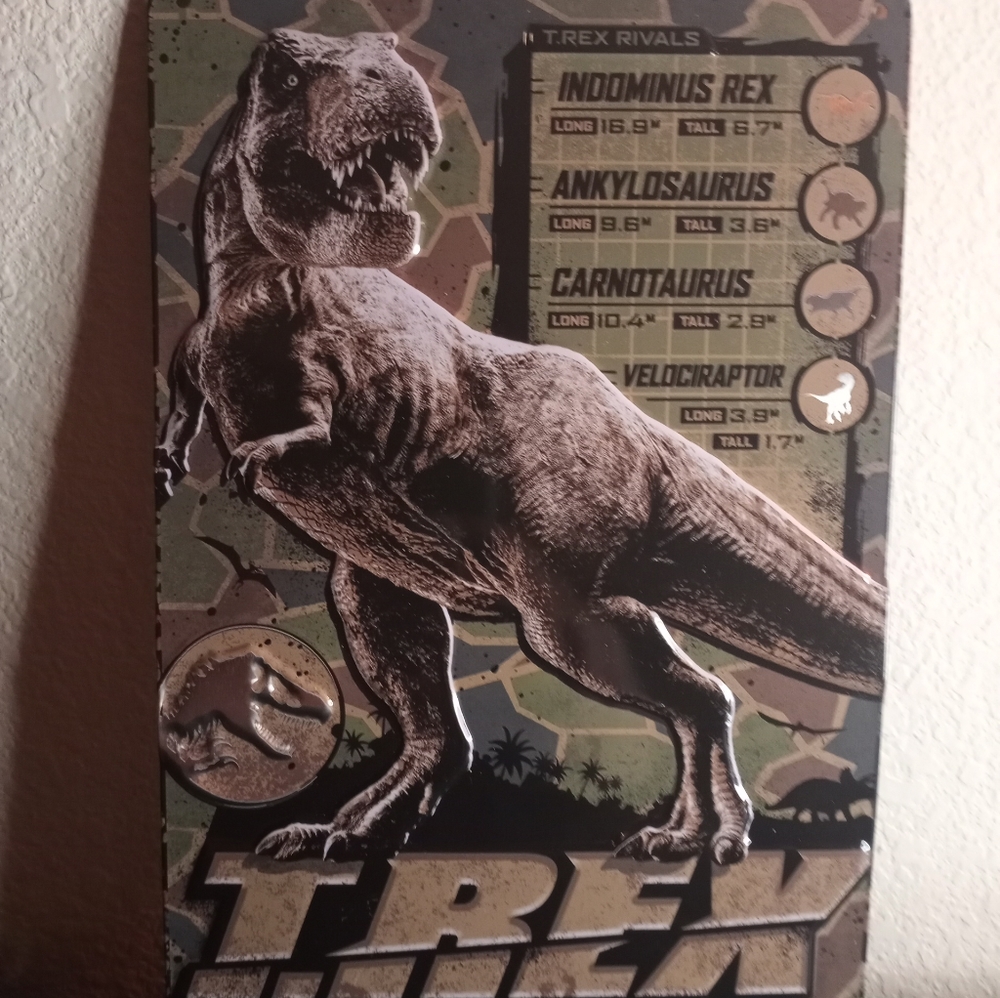 T.REX RIVALS
INDOMINUS REX
LONG 16.9M TALL 6.7M
ANKYLOSAURUS
LONG 9.6M TALL 3.6M
CARNOTAURUS
LONG 10.4M TALL 2.9M
VELOCIRAPTOR
LONG 3.9M
TALL 1.7M
T REX